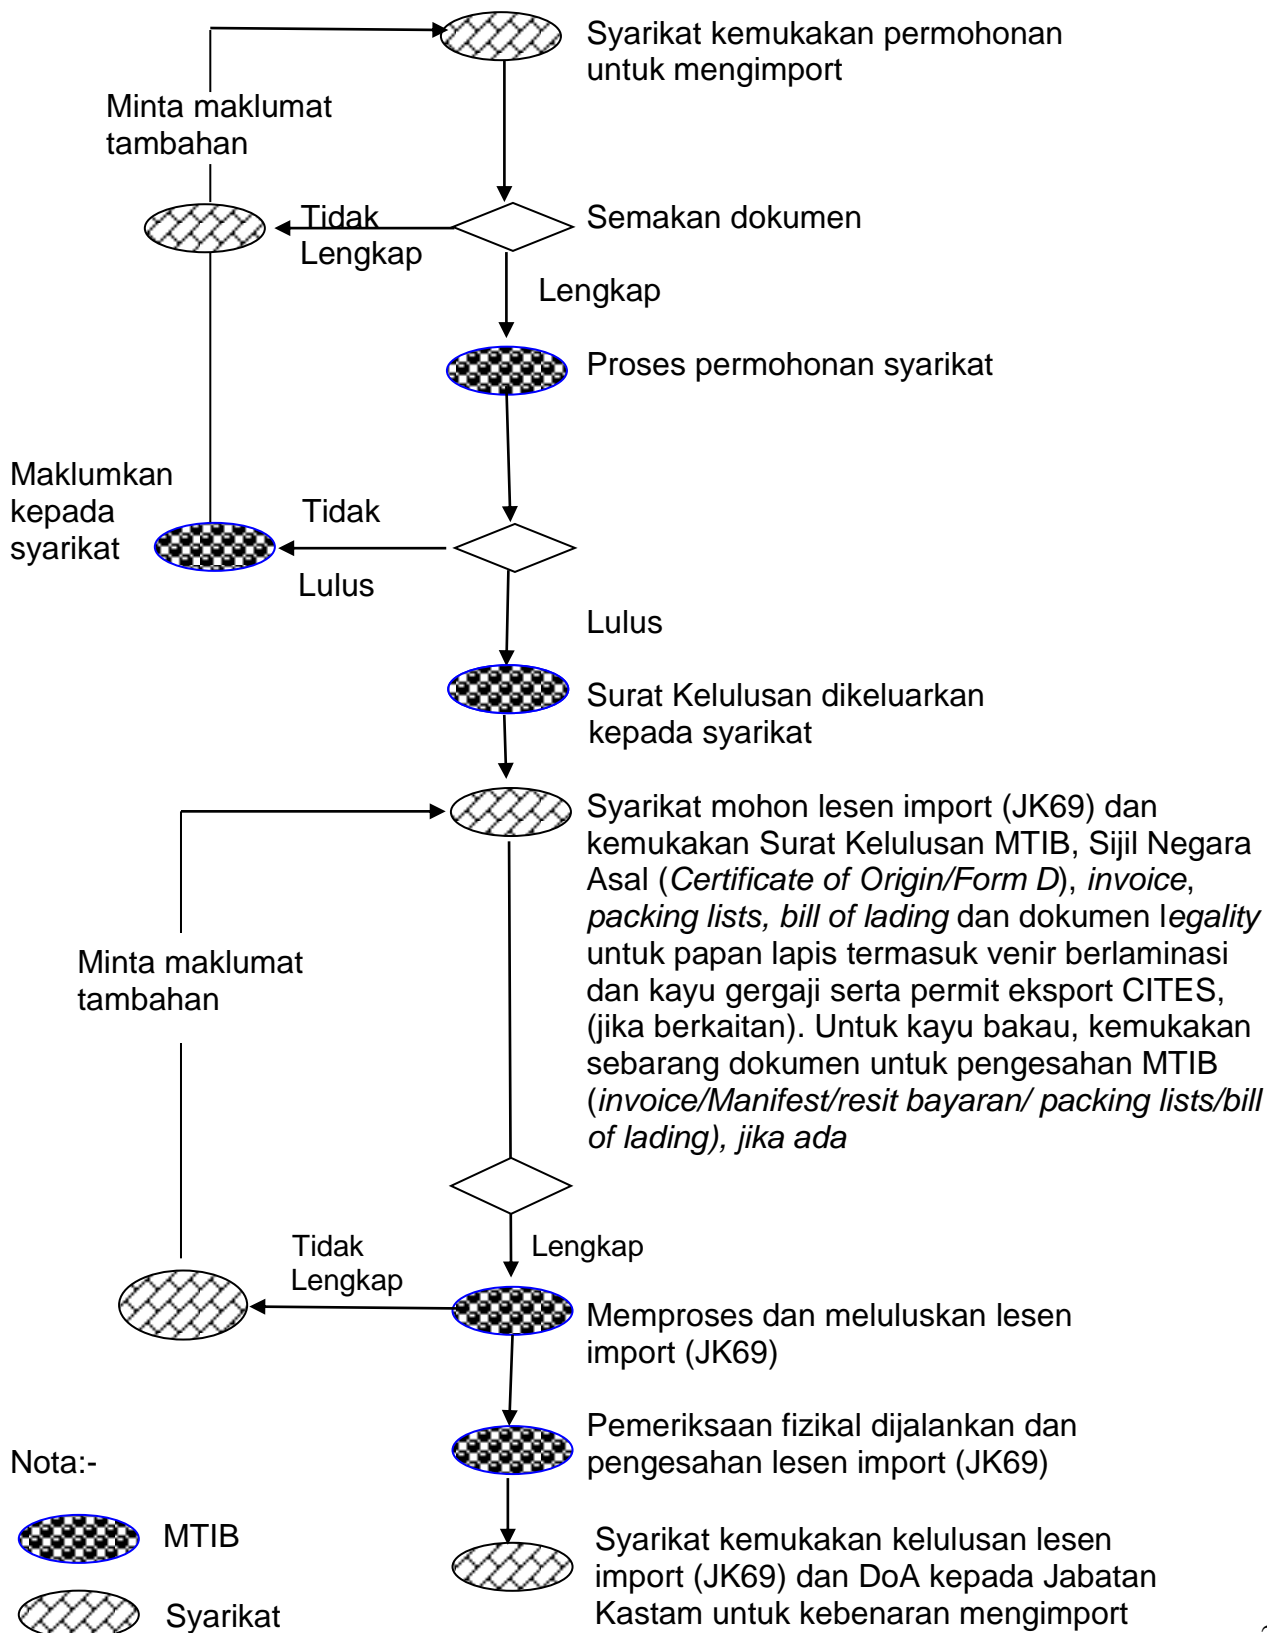 Syarikat kemukakan permohonan
untuk mengimport
Minta maklumat
tambahan
Tidak
Lengkap
Semakan dokumen
Lengkap
Proses permohonan syarikat
Maklumkan
kepada
syarikat
Tidak
Lulus
Lulus
Surat Kelulusan dikeluarkan
kepada syarikat
Syarikat mohon lesen import (JK69) dan
kemukakan Surat Kelulusan MTIB, Sijil Negara
Asal (Certificate of Origin/Form D), invoice,
packing lists, bill of lading dan dokumen legality
untuk papan lapis termasuk venir berlaminasi
dan kayu gergaji serta permit eksport CITES,
(jika berkaitan). Untuk kayu bakau, kemukakan
sebarang dokumen untuk pengesahan MTIB
(invoice/Manifest/resit bayaran/ packing lists/bill
of lading), jika ada
Minta maklumat
tambahan
Tidak
Lengkap
Lengkap
Memproses dan meluluskan lesen
import (JK69)
Pemeriksaan fizikal dijalankan dan
pengesahan lesen import (JK69)
Nota:-
MTIB
Syarikat
Syarikat kemukakan kelulusan lesen
import (JK69) dan DoA kepada Jabatan
Kastam untuk kebenaran mengimport